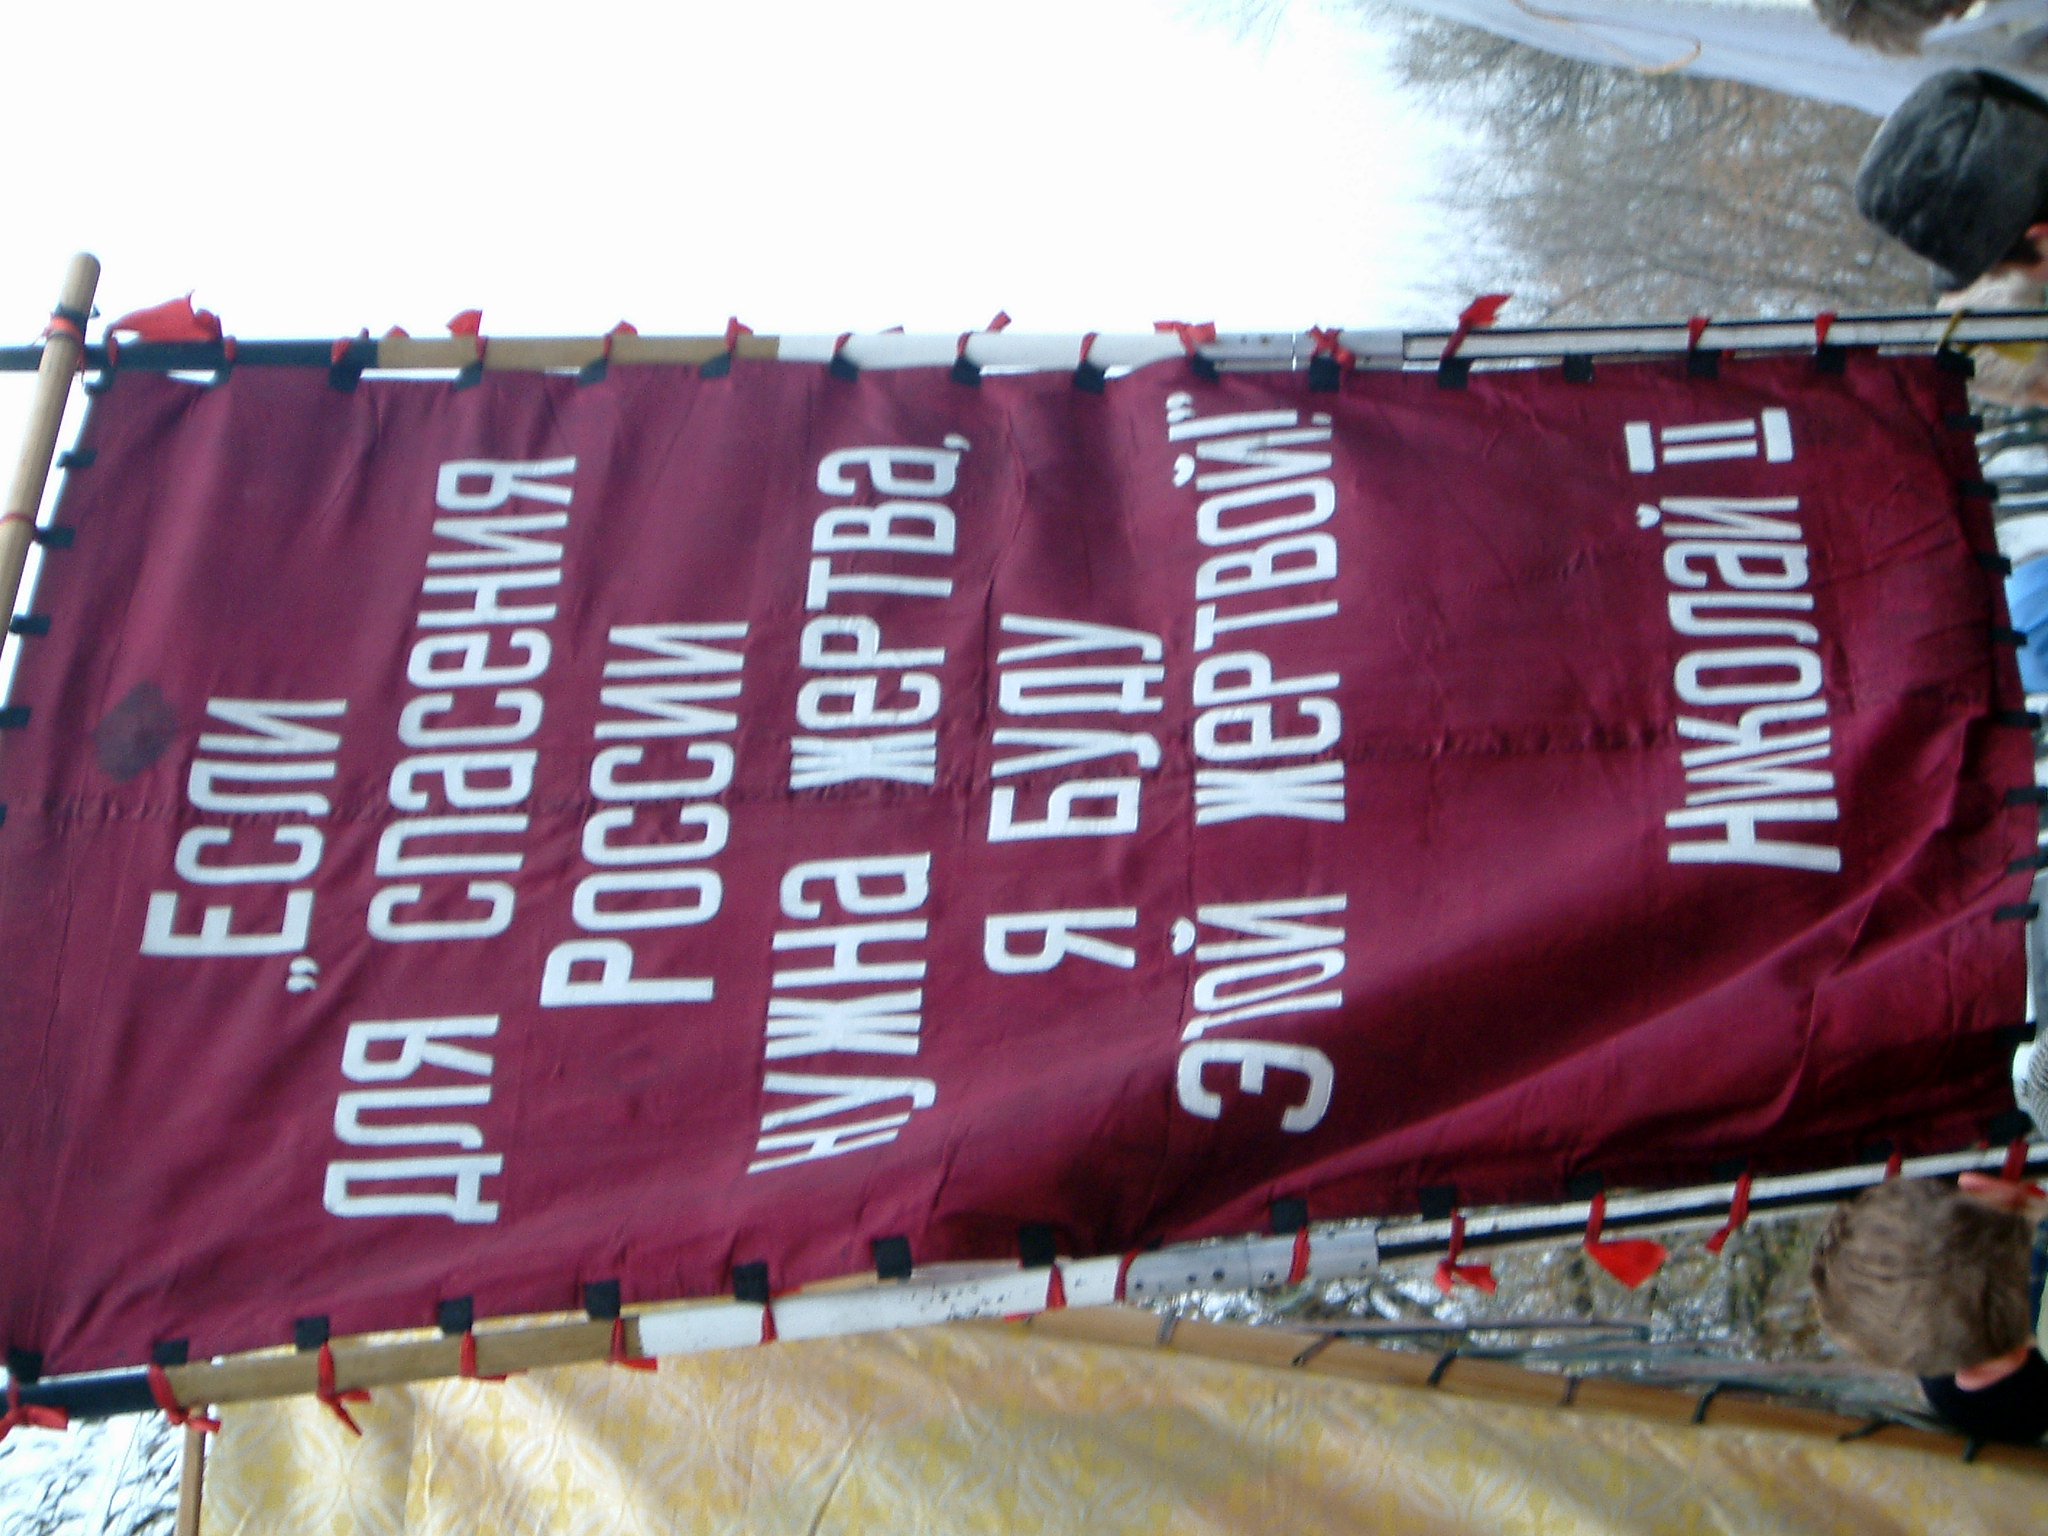 „Если
для спасения
России
нужна жертва,
я буду
этой жертвой!”
Николай II